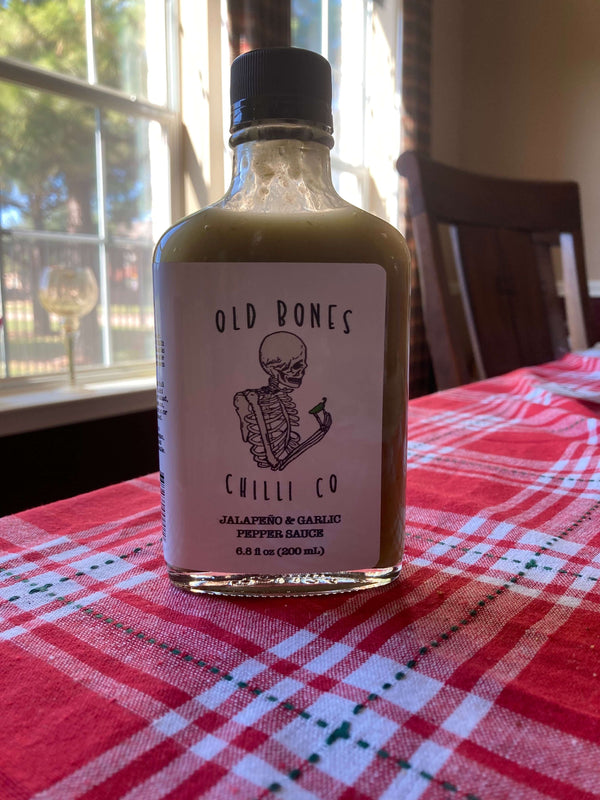 OLD BONES
CHILLI CO
JALAPEÑO & GARLIC
PEPPER SAUCE
6.8 fl oz (200 mL)